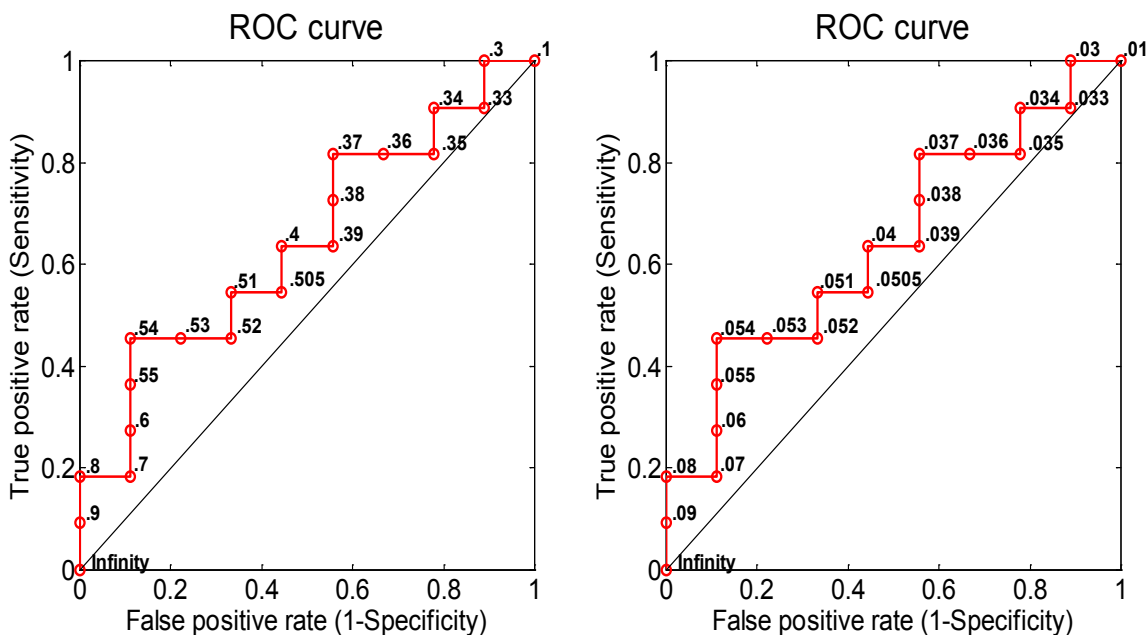 ROC curve
True positive rate (Sensitivity)
1
0.8
0.6
0.4
0.2
0
.3 .1
.34 .33
.37 .36 .35
.38
.4 .39
.51 .505
.54 .53 .52
.55
.6
.8 .7
.9
Infinity
0 0.2 0.4 0.6 0.8 1
False positive rate (1-Specificity)
ROC curve
True positive rate (Sensitivity)
1
0.8
0.6
0.4
0.2
0
.03 .01
.034 .033
.037 .036 .035
.038
.04 .039
.051 .0505
.054 .053 .052
.055
.06
.08 .07
.09
Infinity
0 0.2 0.4 0.6 0.8 1
False positive rate (1-Specificity)